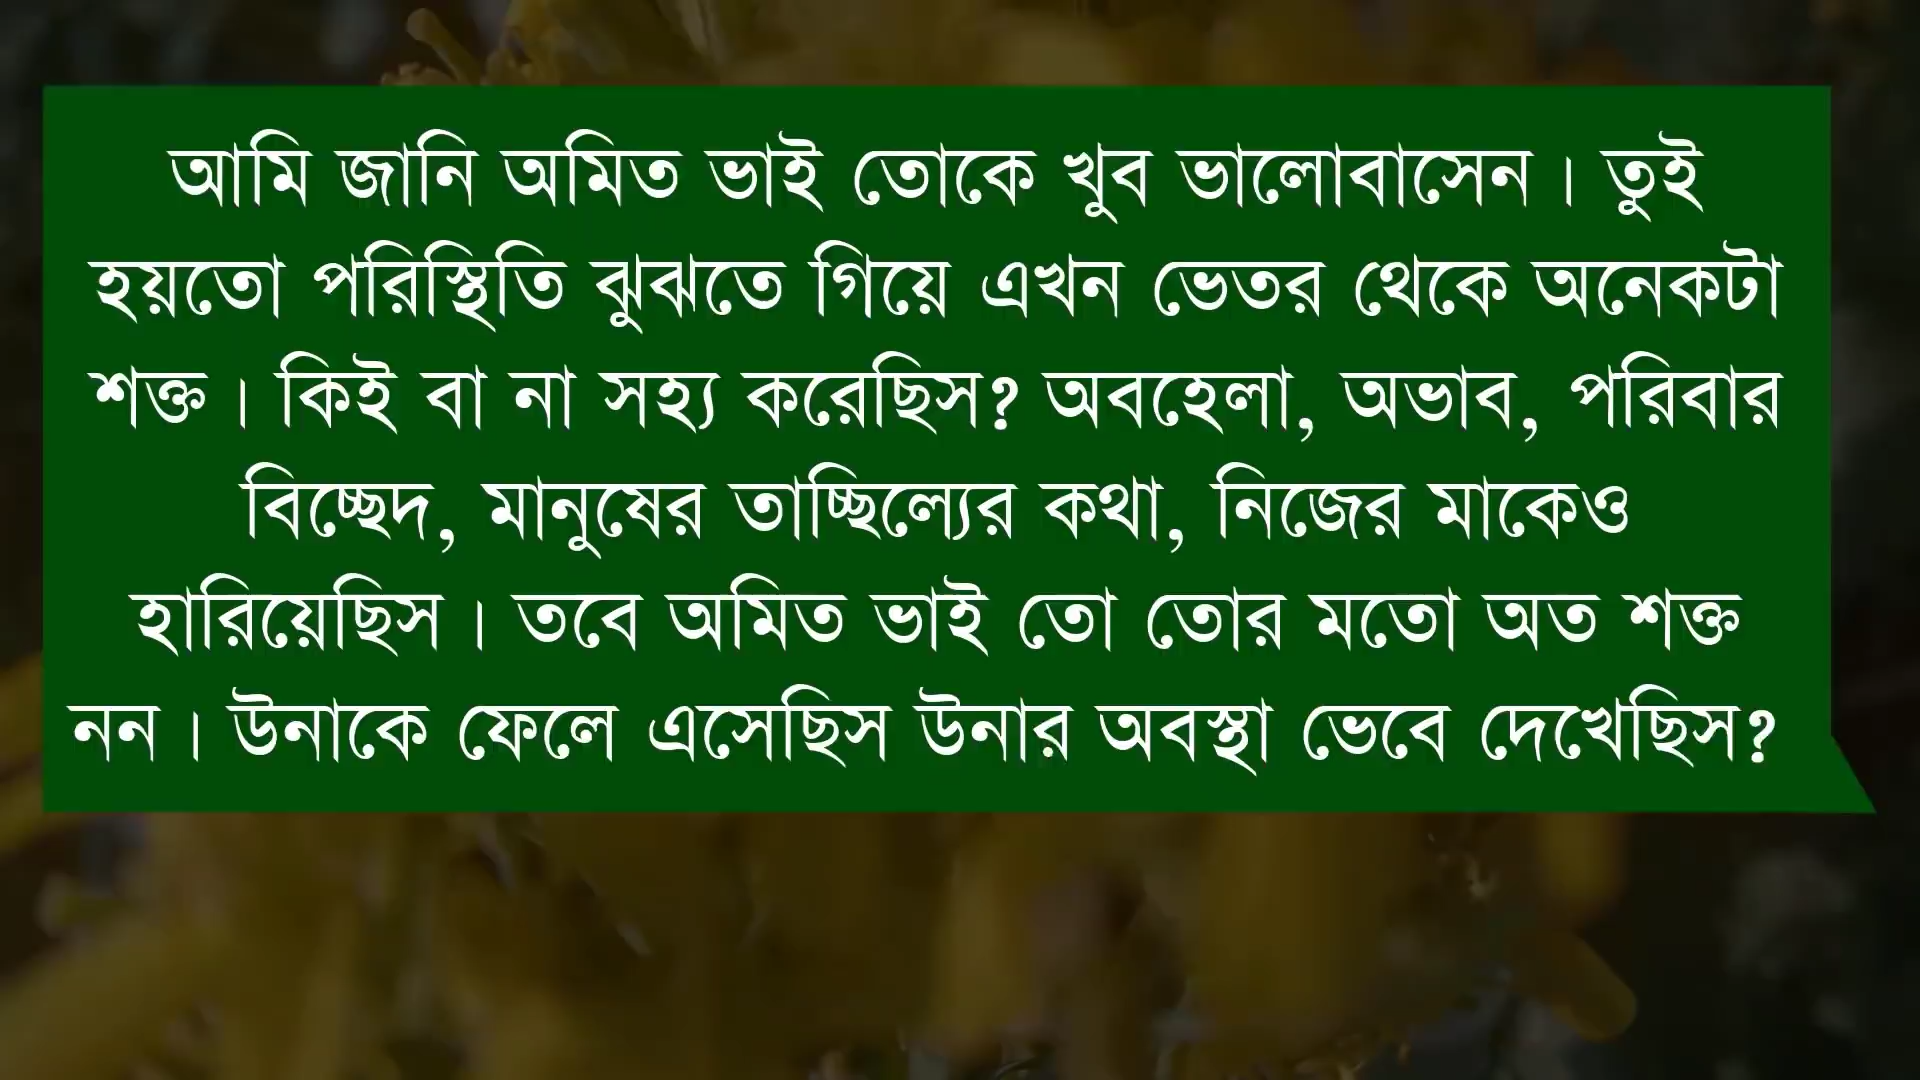 আমি জানি অমিত ভাই তোকে খুব ভালোবাসেন। তুই
হয়তো পরিস্থিতি ঝুঝতে গিয়ে এখন ভেতর থেকে অনেকটা
শক্ত। কিই বা না সহ্য করেছিস? অবহেলা, অভাব, পরিবার
বিচ্ছেদ, মানুষের তাচ্ছিল্যের কথা, নিজের মাকেও
হারিয়েছিস। তবে অমিত ভাই তো তোর মতো অত শক্ত
নন। উনাকে ফেলে এসেছিস উনার অবস্থা ভেবে দেখেছিস?